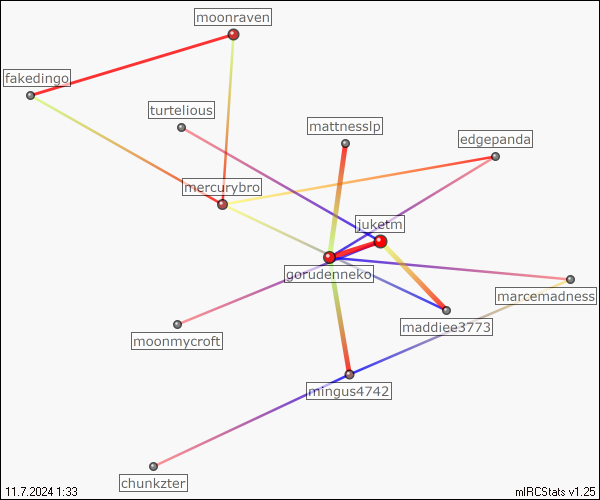 moonraven
fakedingo
turtelious
mattnesslp
edgepanda
mercurybro
juketm
gorudenneko
marcemadness
maddiee3773
moonmycroft
mingus4742
chunkzter
11.7.2024 1:33
mIRCStats v1.25